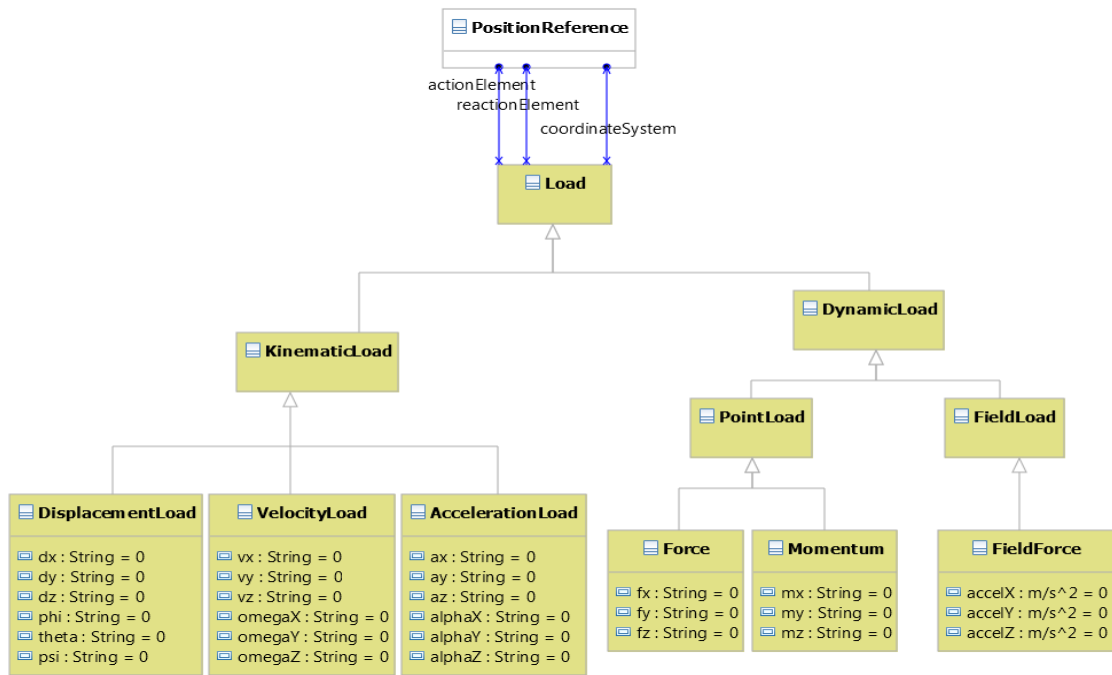 PositionReference
actionElement
reactionElement
coordinateSystem
Load
DynamicLoad
KinematicLoad
PointLoad
FieldLoad
DisplacementLoad
dx : String = 0
dy : String = 0
dz : String = 0
phi : String = 0
theta : String = 0
psi : String = 0
VelocityLoad
vx : String = 0
vy : String = 0
vz : String = 0
omegaX : String = 0
omegaY : String = 0
omegaZ : String = 0
AccelerationLoad
ax : String = 0
ay : String = 0
az : String = 0
alphaX : String = 0
alphaY : String = 0
alphaZ : String = 0
Force
fx : String = 0
fy : String = 0
fz : String = 0
Momentum
mx : String = 0
my : String = 0
mz : String = 0
FieldForce
accelX : m/s^2 = 0
accelY : m/s^2 = 0
accelZ : m/s^2 = 0